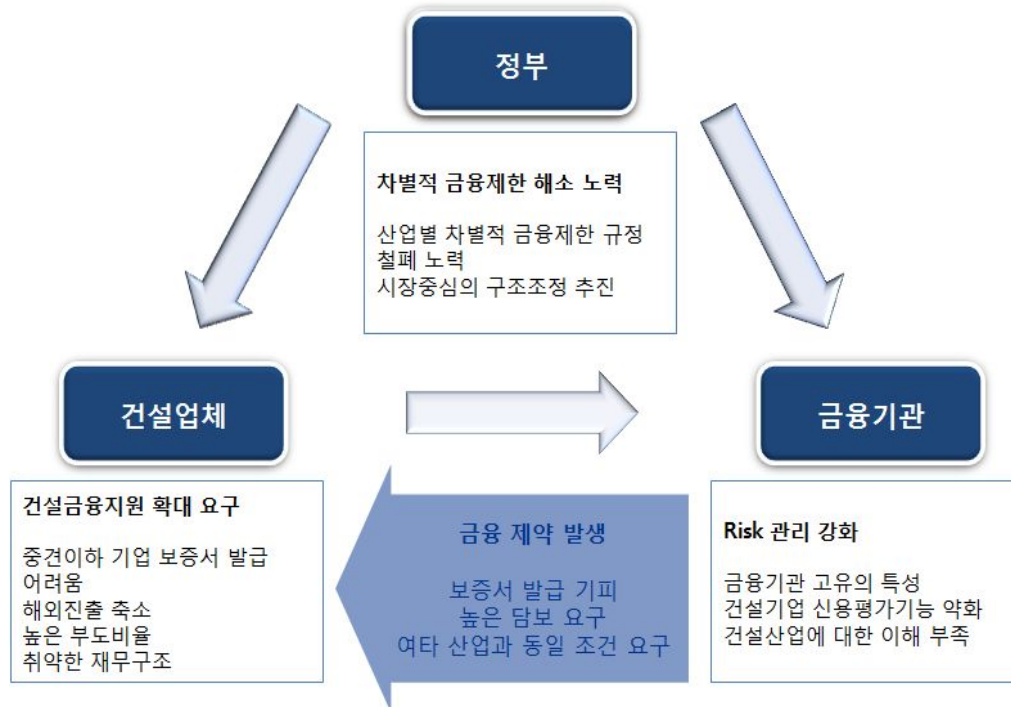 정부
차별적 금융제한 해소 노력
산업별 차별적 금융제한 규정
철폐 노력
시장중심의 구조조정 추진
건설업체
금융기관
건설금융지원 확대 요구
중견이하 기업 보증서 발급
어려움
해외진출 축소
높은 부도비율
취약한 재무구조
금융 제약 발생
보증서 발급 기피
높은 담보 요구
여타 산업과 동일 조건 요구
Risk 관리 강화
금융기관 고유의 특성
건설기업 신용평가기능 약화
건설산업에 대한 이해 부족